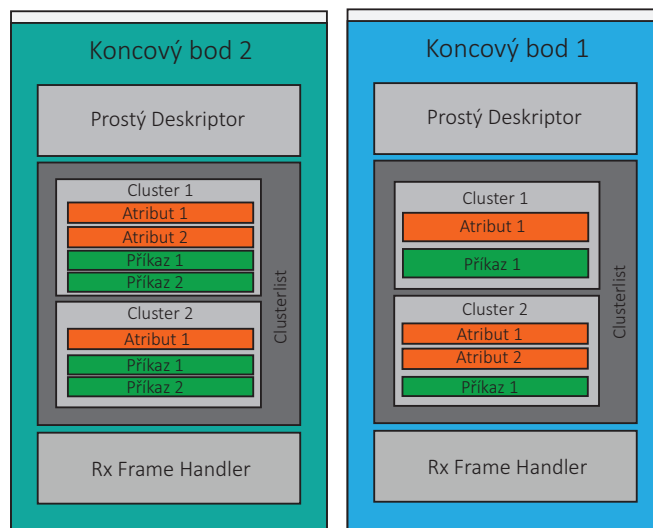 Koncový bod 2
Prostý Deskriptor
Cluster 1
Atribut 1
Atribut 2
Příkaz 1
Příkaz 2
Cluster 2
Atribut 1
Příkaz 1
Příkaz 2
Clusterlist
Rx Frame Handler
Koncový bod 1
Prostý Deskriptor
Cluster 1
Atribut 1
Příkaz 1
Cluster 2
Atribut 1
Atribut 2
Příkaz 1
Clusterlist
Rx Frame Handler